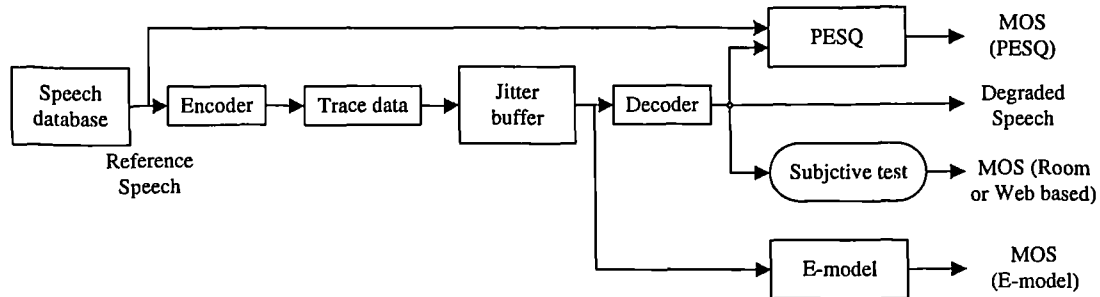 Speech
database
Reference
Speech
Encoder
Trace data
Jitter
buffer
Decoder
PESQ
MOS
(PESQ)
Degraded
Speech
Subjctive test
MOS (Room
or Web based)
E-model
MOS
(E-model)